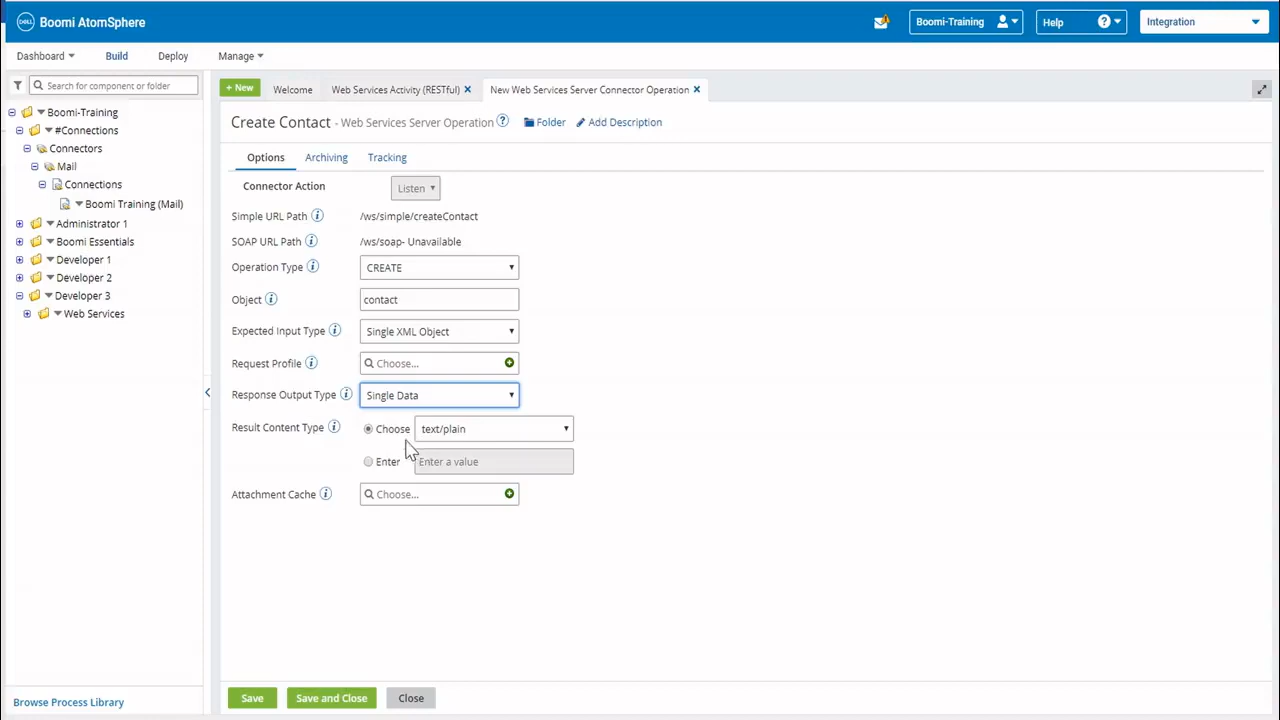 DELL Boomi AtomSphere
Boomi-Training
Help
Integration
Dashboard
Build
Deploy
Manage
Search for component or folder
+ New
Welcome
Web Services Activity (RESTful)
New Web Services Server Connector Operation
Boomi-Training
#Connections
Connectors
Mail
Connections
Boomi Training (Mail)
Administrator 1
Boomi Essentials
Developer 1
Developer 2
Developer 3
Web Services
Create Contact - Web Services Server Operation
Folder
Add Description
Options
Archiving
Tracking
Connector Action
Listen
Simple URL Path
/ws/simple/createContact
SOAP URL Path
/ws/soap- Unavailable
Operation Type
CREATE
Object
contact
Expected Input Type
Single XML Object
Request Profile
Choose...
Response Output Type
Single Data
Result Content Type
Choose
text/plain
Enter
Enter a value
Attachment Cache
Choose...
Browse Process Library
Save
Save and Close
Close